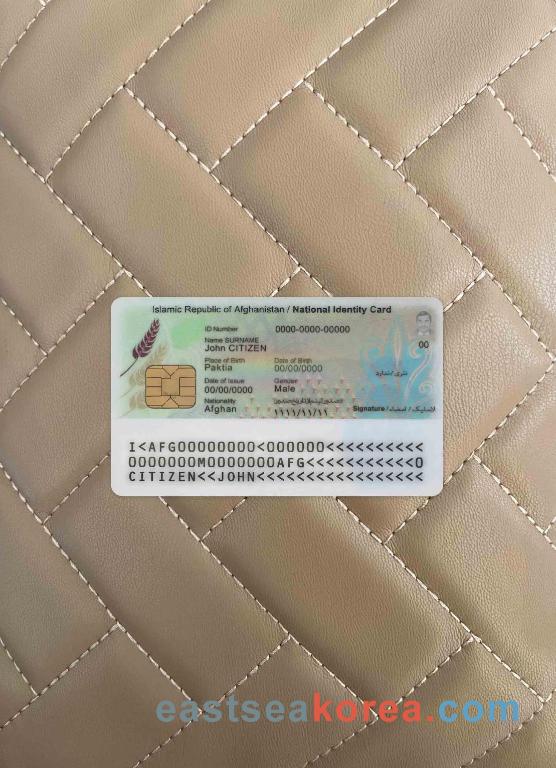 Islamic Republic of Afghanistan / National Identity Card
ID Number 0000-0000-00000
Name SURNAME
John CITIZEN
00
Place of Birth Date of Birth
Paktia 00/00/0000
Date of Issue Gender
00/00/0000 Male
Nationality
Afghan ۱۱۱۱/۱۱/۱۱ Signature / امضاء /
I<AFG00000000<000000<<<<<<<<<<
0000000M0000000AFG<<<<<<<<<<<0
CITIZEN<<JOHN<<<<<<<<<<<<<<<<<
eastseakorea.com